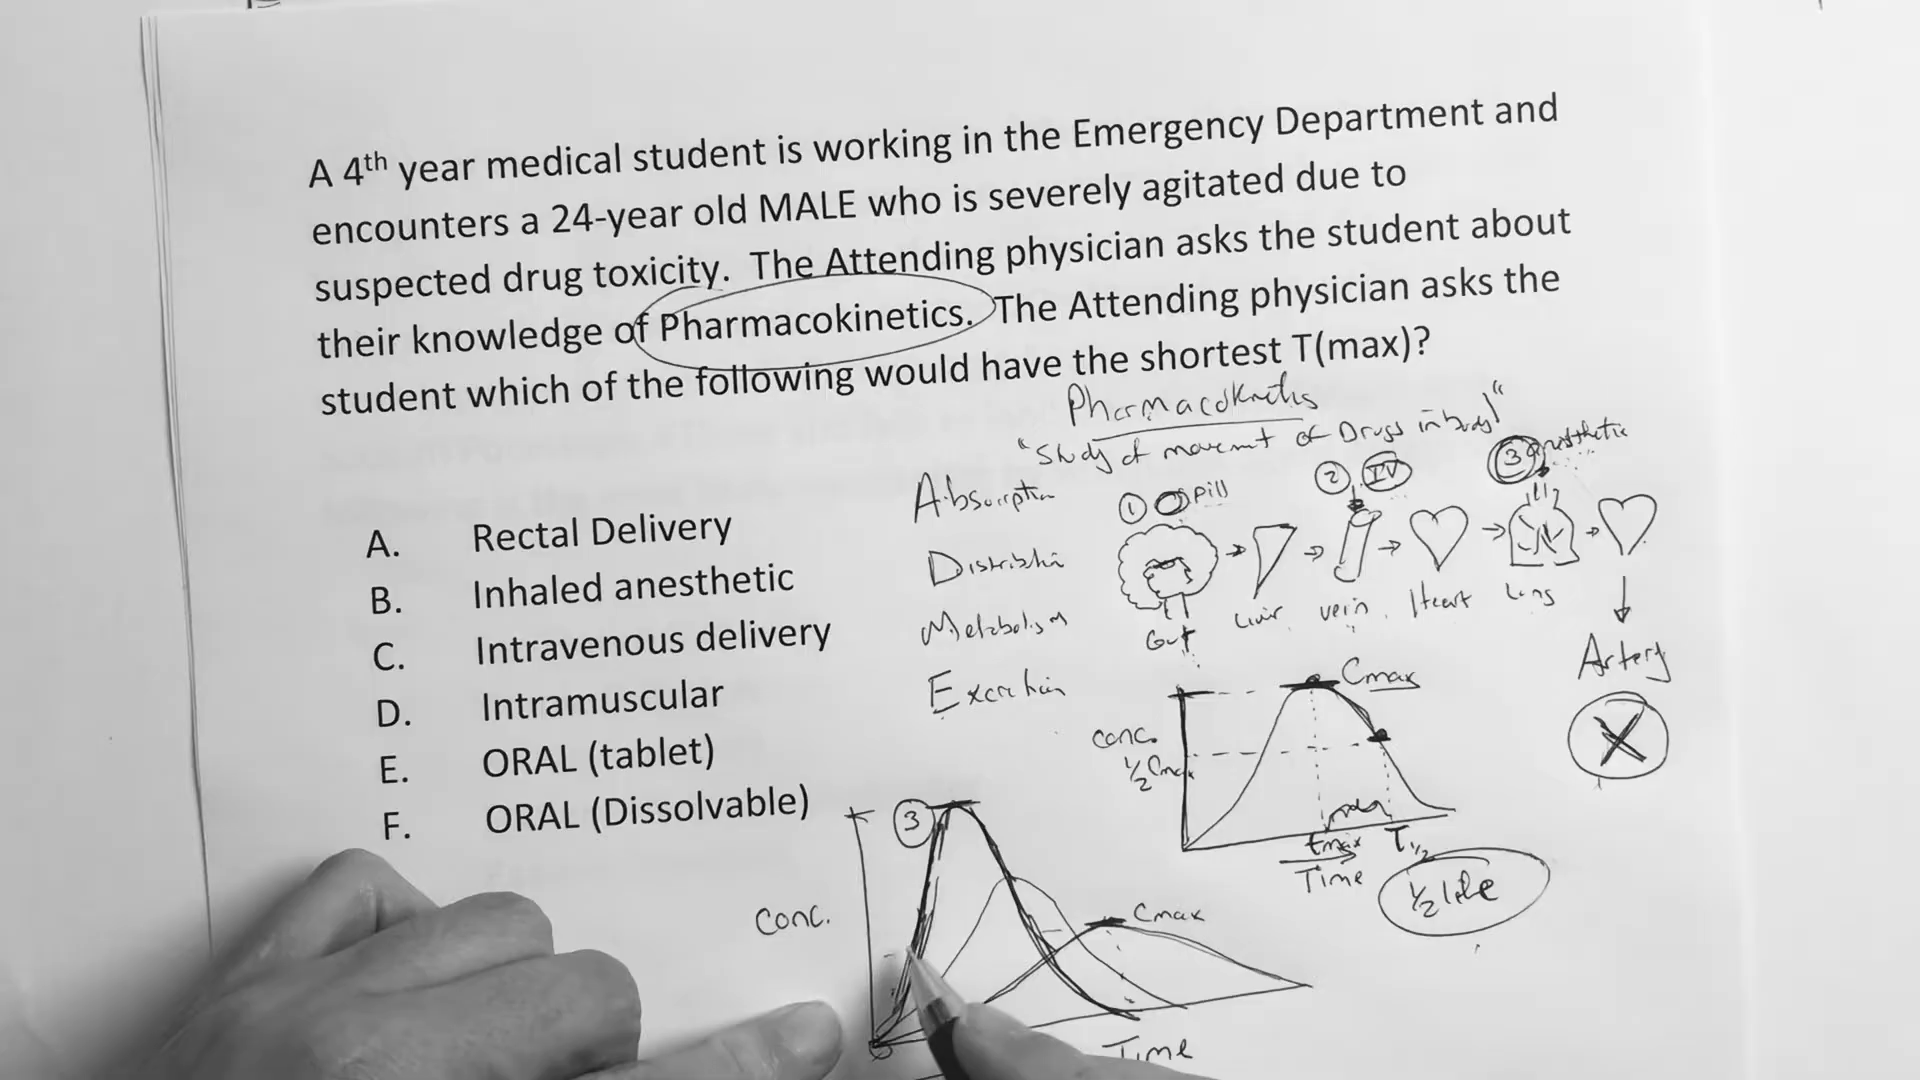 A 4th year medical student is working in the Emergency Department and
encounters a 24-year old MALE who is severely agitated due to
suspected drug toxicity. The Attending physician asks the student about
their knowledge of Pharmacokinetics. The Attending physician asks the
student which of the following would have the shortest T(max)?
A. Rectal Delivery
B. Inhaled anesthetic
C. Intravenous delivery
D. Intramuscular
E. ORAL (tablet)
F. ORAL (Dissolvable)
Pharmacokinetics
"Study of movement of Drugs in body"
Absorption
Distribution
Metabolism
Excretion
1 Pill
2 IV
3 anesthetic
Gut Liver vein Heart Lung
Artery
X
Cmax
Conc.
1/2 Cmax
tmax T1/2
Time
1/2 life
3
Conc.
Cmax
Time